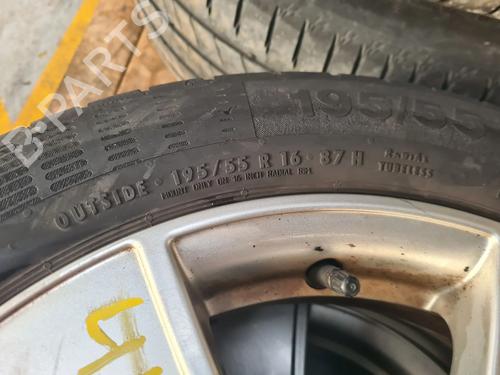 B-PARTS
195/55
OUTSIDE · 195/55 R 16 · 87 H
RADIAL
TUBELESS
MOUNT ONLY ON 16 INCH RADIAL RIM